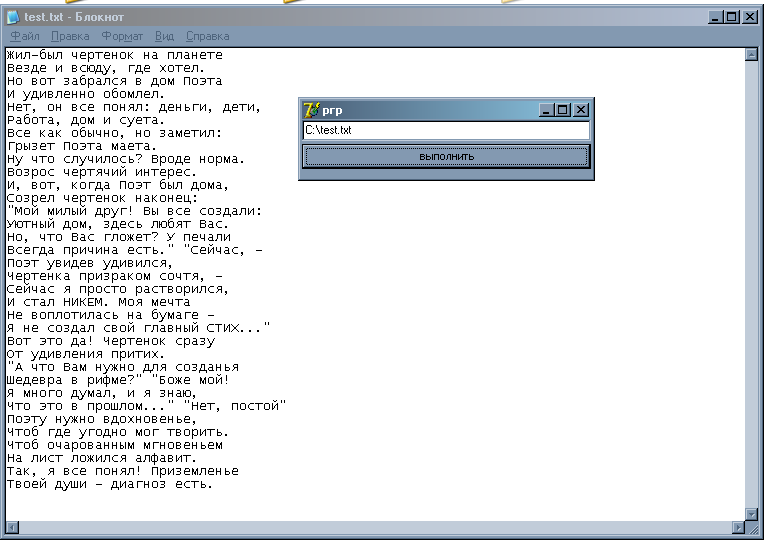 test.txt - Блокнот
Файл Правка Формат Вид Справка
Жил-был чертенок на планете
Везде и всюду, где хотел.
Но вот забрался в дом Поэта
И удивленно обомлел.
Нет, он все понял: деньги, дети,
Работа, дом и суета.
Все как обычно, но заметил:
Грызет Поэта маета.
Ну что случилось? Вроде норма.
Возрос чертячий интерес.
И, вот, когда Поэт был дома,
Созрел чертенок наконец:
"Мой милый друг! Вы все создали:
Уютный дом, здесь любят Вас.
Но, что Вас гложет? У печали
Всегда причина есть." "Сейчас, -
Поэт увидев удивился,
Чертенка призраком сочтя, -
Сейчас я просто растворился,
И стал НИКЕМ. Моя мечта
Не воплотилась на бумаге -
Я не создал свой главный СТИХ..."
Вот это да! Чертенок сразу
От удивления притих.
"А что Вам нужно для созданья
Шедевра в рифме?" "Боже мой!
Я много думал, и я знаю,
Что это в прошлом..." "Нет, постой"
Поэту нужно вдохновенье,
Чтоб где угодно мог творить.
Чтоб очарованным мгновеньем
На лист ложился алфавит.
Так, я все понял! Приземленье
Твоей души - диагноз есть.
prp
C:\test.txt
выполнить